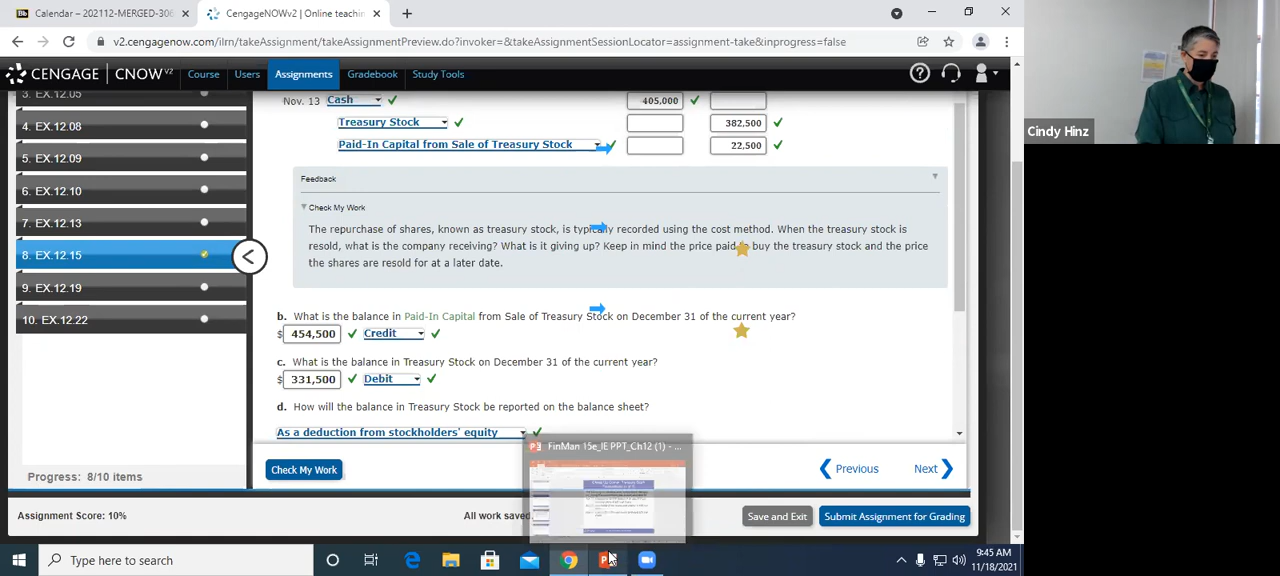 Calendar – 202112-MERGED-306
CengageNOWv2 | Online teachin
v2.cengagenow.com/ilrn/takeAssignment/takeAssignmentPreview.do?invoker=&takeAssignmentSessionLocator=assignment-take&inprogress=false
CENGAGE | CNOWv2 Course Users Assignments Gradebook Study Tools
3. EX.12.05
4. EX.12.08
5. EX.12.09
6. EX.12.10
7. EX.12.13
8. EX.12.15
9. EX.12.19
10. EX.12.22
Progress: 8/10 items
Nov. 13 Cash 405,000
Treasury Stock 382,500
Paid-In Capital from Sale of Treasury Stock 22,500
Feedback
Check My Work
The repurchase of shares, known as treasury stock, is typically recorded using the cost method. When the treasury stock is
resold, what is the company receiving? What is it giving up? Keep in mind the price paid to buy the treasury stock and the price
the shares are resold for at a later date.
b. What is the balance in Paid-In Capital from Sale of Treasury Stock on December 31 of the current year?
$ 454,500 Credit
c. What is the balance in Treasury Stock on December 31 of the current year?
$ 331,500 Debit
d. How will the balance in Treasury Stock be reported on the balance sheet?
As a deduction from stockholders' equity
FinMan 15e_IE PPT_Ch12 (1) - ...
Check My Work
Previous Next
Assignment Score: 10% All work saved Save and Exit Submit Assignment for Grading
Type here to search
9:45 AM
11/18/2021
Cindy Hinz